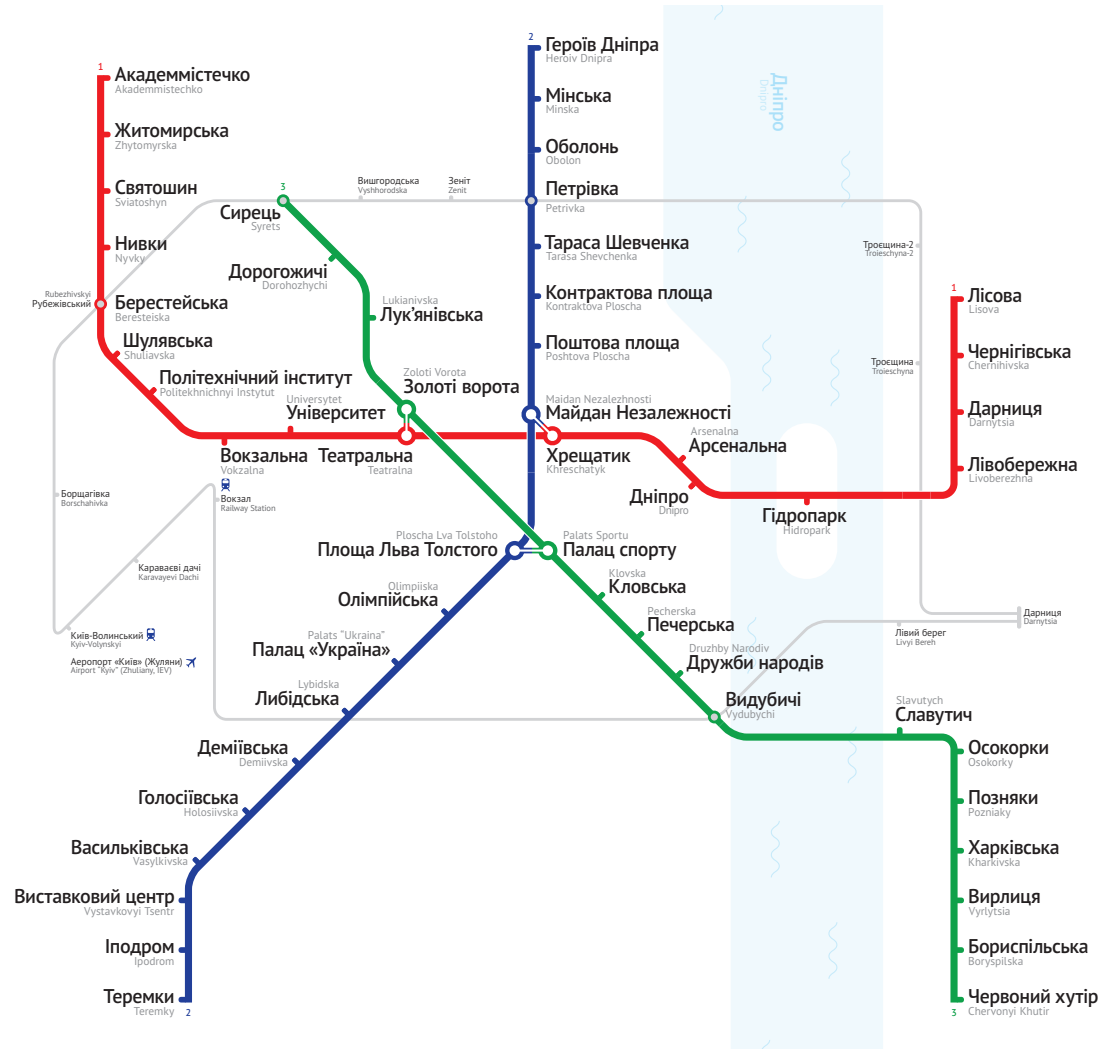 2
Героїв Дніпра
Heroiv Dnipra
1
Академмістечко
Akademmistechko
Мінська
Minska
Дніпро
Dnipro
Житомирська
Zhytomyrska
Оболонь
Obolon
Святошин
Sviatoshyn
3
Сирець
Syrets
Вишгородська
Vyshhorodska
Зеніт
Zenit
Петрівка
Petrivka
Нивки
Nyvky
Дорогожичі
Dorohozhychi
Тараса Шевченка
Tarasa Shevchenka
Троєщина-2
Troieschyna-2
Rubezhivskyi
Рубежівський
Берестейська
Beresteiska
Lukianivska
Лук'янівська
Контрактова площа
Kontraktova Ploscha
1
Лісова
Lisova
Шулявська
Shuliavska
Поштова площа
Poshtova Ploscha
Троєщина
Troieschyna
Чернігівська
Chernihivska
Політехнічний інститут
Politekhnichnyi Instytut
Zoloti Vorota
Золоті ворота
Universytet
Університет
Maidan Nezalezhnosti
Майдан Незалежності
Дарниця
Darnytsia
Вокзальна
Vokzalna
Театральна
Teatralna
Хрещатик
Khreschatyk
Arsenalna
Арсенальна
Лівобережна
Livoberezhna
Борщагівка
Borschahivka
Вокзал
Railway Station
Дніпро
Dnipro
Гідропарк
Hidropark
Ploscha Lva Tolstoho
Площа Льва Толстого
Palats Sportu
Палац спорту
Караваєві дачі
Karavayevi Dachi
Olimpiiska
Олімпійська
Klovska
Кловська
Pecherska
Печерська
Дарниця
Darnytsia
Київ-Волинський
Kyiv-Volynskyi
Аеропорт «Київ» (Жуляни)
Airport "Kyiv" (Zhuliany, IEV)
Palats "Ukraina"
Палац «Україна»
Druzhby Narodiv
Дружби народів
Лівий берег
Livyi Bereh
Lybidska
Либідська
Видубичі
Vydubychi
Slavutych
Славутич
Деміївська
Demiivska
Осокорки
Osokorky
Голосіївська
Holosiivska
Позняки
Pozniaky
Васильківська
Vasylkivska
Харківська
Kharkivska
Виставковий центр
Vystavkovyi Tsentr
Вирлиця
Vyrlytsia
Іподром
Ipodrom
Бориспільська
Boryspilska
Теремки
Teremky
2
Червоний хутір
Chervonyi Khutir
3